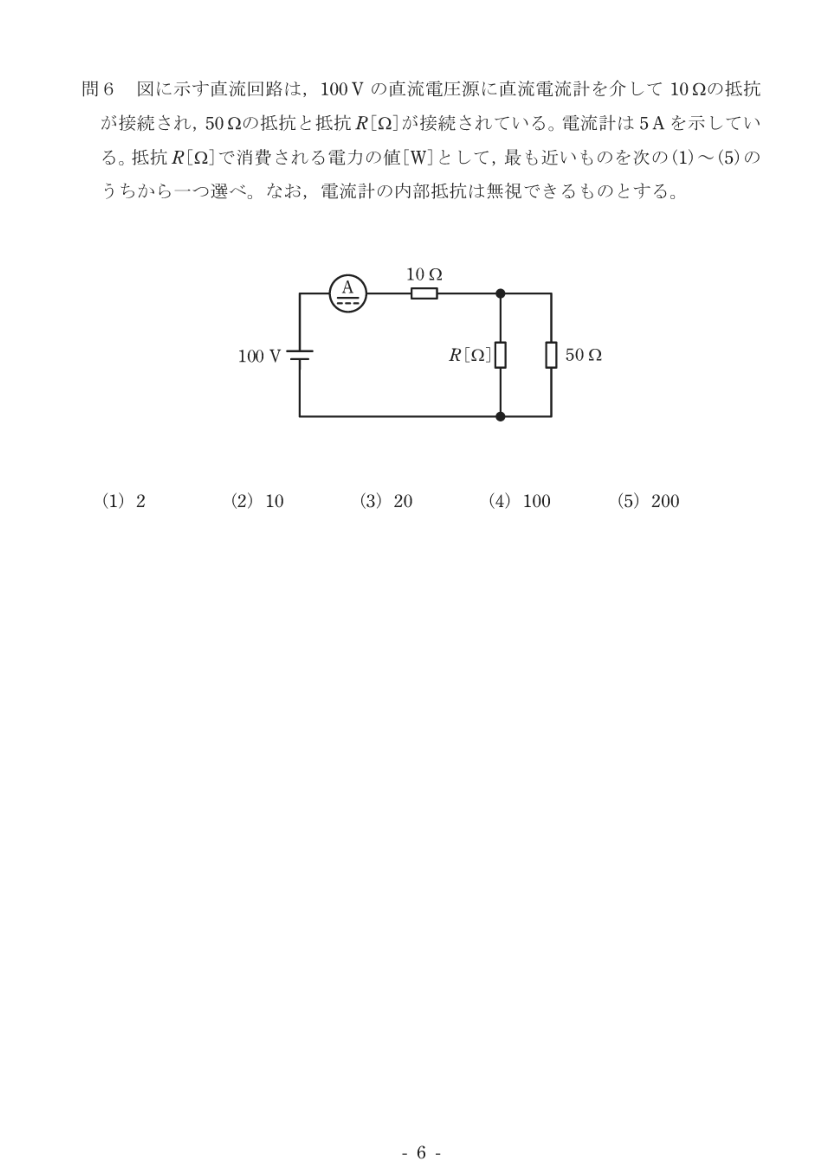 問6 図に示す直流回路は，100 V の直流電圧源に直流電流計を介して 10 Ωの抵抗
が接続され，50 Ωの抵抗と抵抗 R[Ω]が接続されている。電流計は 5 A を示してい
る。抵抗 R[Ω]で消費される電力の値[W]として，最も近いものを次の(1)～(5)の
うちから一つ選べ。なお，電流計の内部抵抗は無視できるものとする。
10 Ω
A
100 V
R[Ω]
50 Ω
(1) 2 (2) 10 (3) 20 (4) 100 (5) 200
- 6 -